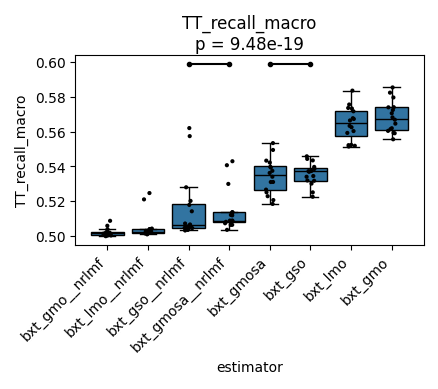 TT_recall_macro
p = 9.48e-19
TT_recall_macro
0.60
0.58
0.56
0.54
0.52
0.50
bxt_gmo__nrlmf
bxt_lmo__nrlmf
bxt_gso__nrlmf
bxt_gmosa__nrlmf
bxt_gmosa
bxt_gso
bxt_lmo
bxt_gmo
estimator